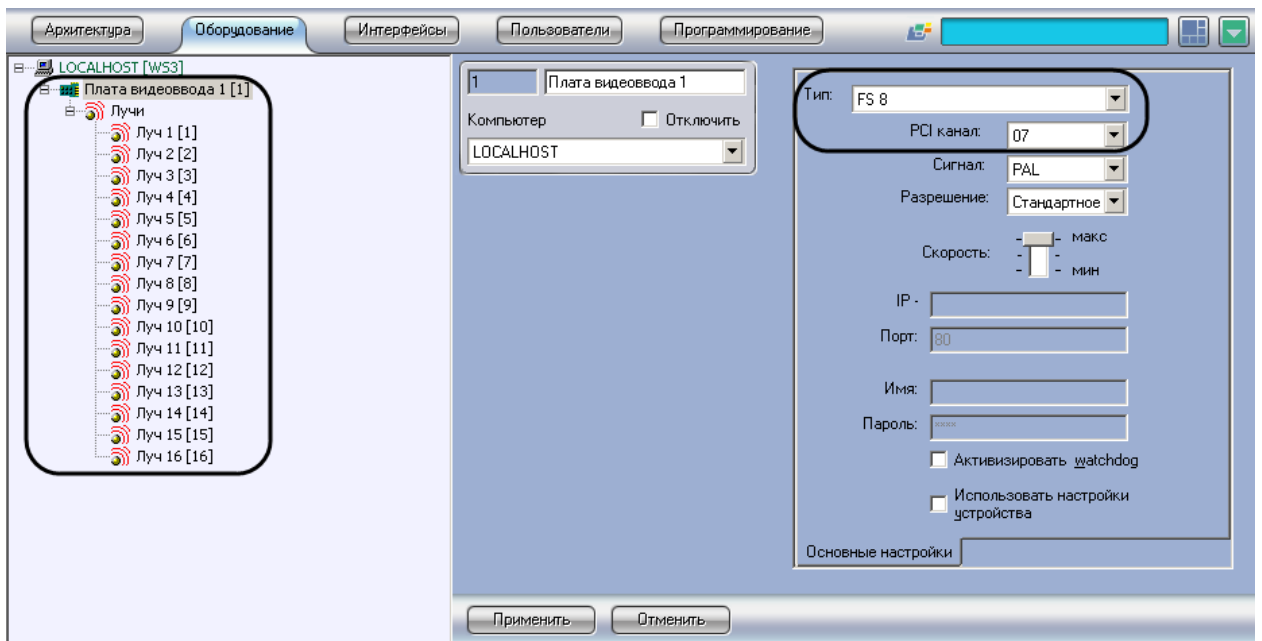 Архитектура Оборудование Интерфейсы Пользователи Программирование
LOCALHOST [WS3]
Плата видеоввода 1 [1]
Лучи
Луч 1 [1]
Луч 2 [2]
Луч 3 [3]
Луч 4 [4]
Луч 5 [5]
Луч 6 [6]
Луч 7 [7]
Луч 8 [8]
Луч 9 [9]
Луч 10 [10]
Луч 11 [11]
Луч 12 [12]
Луч 13 [13]
Луч 14 [14]
Луч 15 [15]
Луч 16 [16]
1 Плата видеоввода 1
Компьютер Отключить
LOCALHOST
Тип: FS 8
PCI канал: 07
Сигнал: PAL
Разрешение: Стандартное
Скорость: макс
мин
IP -
Порт: 80
Имя:
Пароль: ××××
Активизировать watchdog
Использовать настройки
устройства
Основные настройки
Применить Отменить